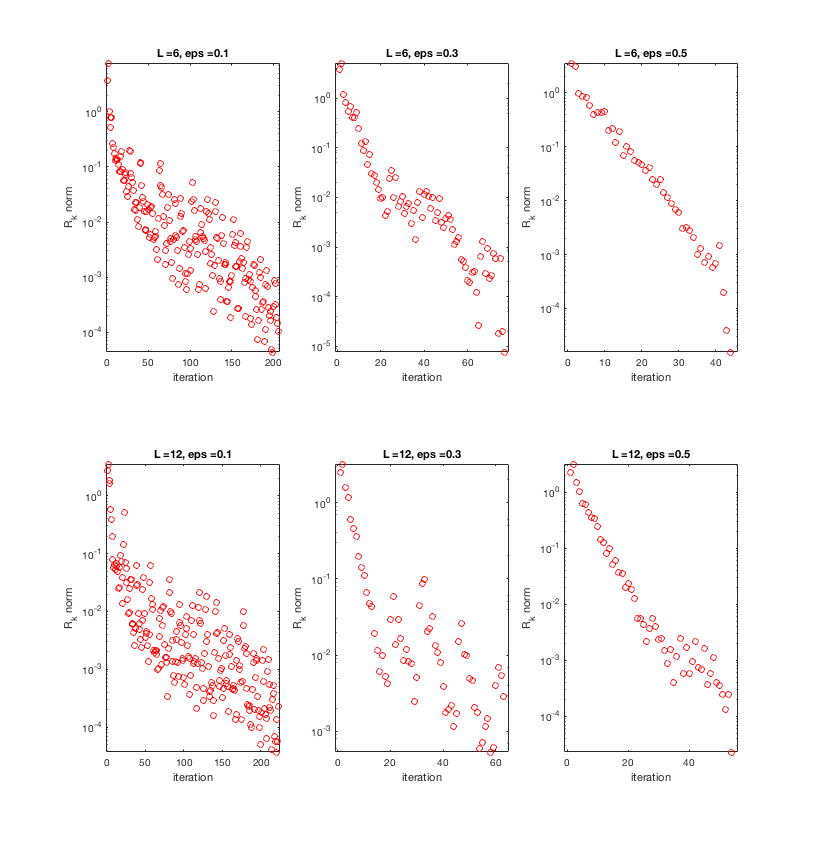 L =6, eps =0.1
L =6, eps =0.3
L =6, eps =0.5
R_k norm
10^0
10^-1
10^-2
10^-3
10^-4
0 50 100 150 200
iteration
R_k norm
10^0
10^-1
10^-2
10^-3
10^-4
10^-5
0 20 40 60
iteration
R_k norm
10^0
10^-1
10^-2
10^-3
10^-4
0 10 20 30 40
iteration
L =12, eps =0.1
L =12, eps =0.3
L =12, eps =0.5
R_k norm
10^0
10^-1
10^-2
10^-3
10^-4
0 50 100 150 200
iteration
R_k norm
10^0
10^-1
10^-2
10^-3
0 20 40 60
iteration
R_k norm
10^0
10^-1
10^-2
10^-3
10^-4
0 20 40
iteration